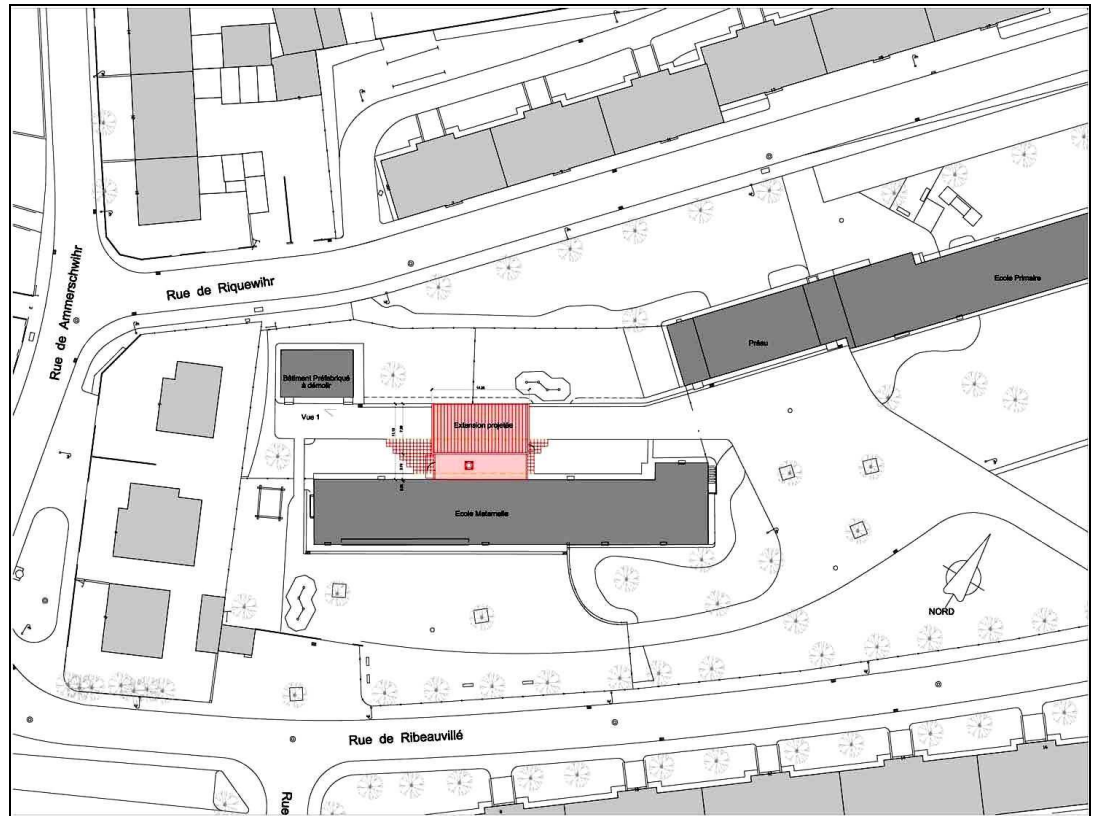 Rue de Ammerschwihr
Rue de Riquewihr
Ecole Primaire
Préau
Bâtiment Préfabriqué
à démolir
Vue 1
Extension projetée
Ecole Maternelle
NORD
Rue de Ribeauvillé
Rue